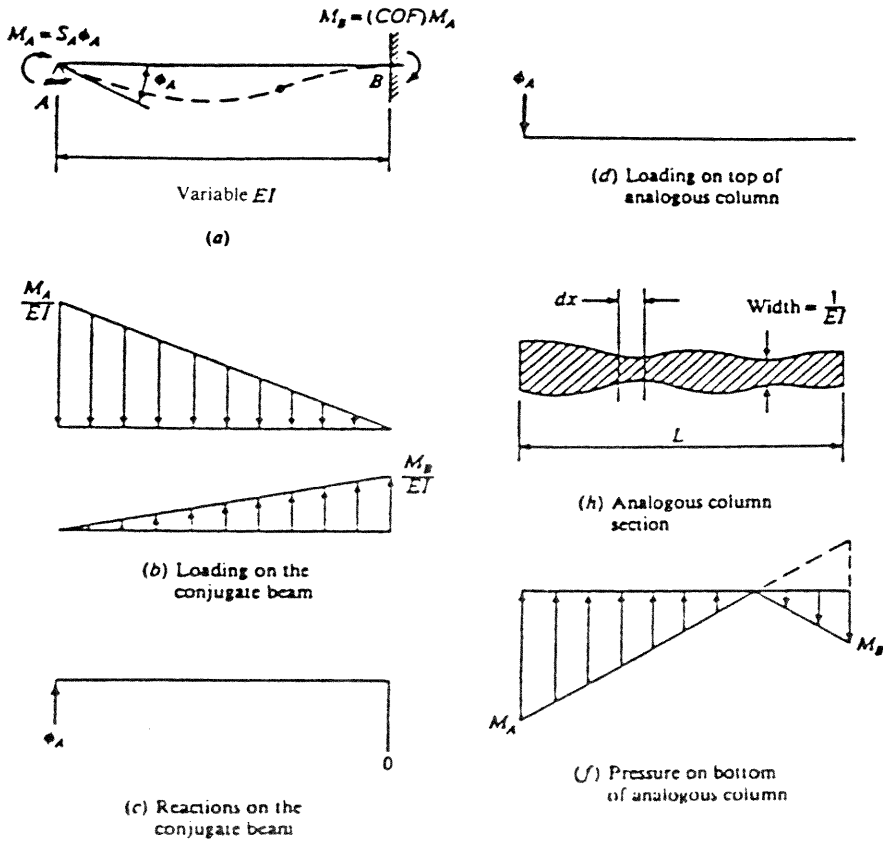 M_A = S_A ϕ_A
M_B = (COF)M_A
ϕ_A
A
B
Variable EI
(a)
M_A
EI
M_B
EI
(b) Loading on the
conjugate beam
ϕ_A
0
(c) Reactions on the
conjugate beam
ϕ_A
(d) Loading on top of
analogous column
dx
Width = 1
EI
L
(h) Analogous column
section
M_A
M_B
(f) Pressure on bottom
of analogous column